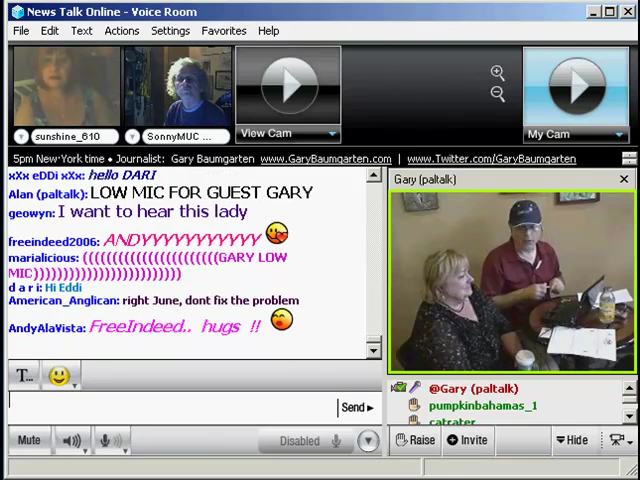 News Talk Online - Voice Room
File Edit Text Actions Settings Favorites Help
sunshine_610
SonnyMUC ...
View Cam
My Cam
5pm New York time • Journalist: Gary Baumgarten www.GaryBaumgarten.com | www.Twitter.com/GaryBaumgarten
xXx eDDi xXx: hello DARI
Alan (paltalk): LOW MIC FOR GUEST GARY
geowyn: I want to hear this lady
freeindeed2006: ANDYYYYYYYYYYY
marialicious: ((((((((((((((((((((((((GARY LOW
MIC)))))))))))))))))))))))))
d a r i: Hi Eddi
American_Anglican: right June, dont fix the problem
AndyAlaVista: FreeIndeed.. hugs !!
Gary (paltalk)
T...
Send
@Gary (paltalk)
pumpkinbahamas_1
catrater
Mute
Disabled
Raise
Invite
Hide